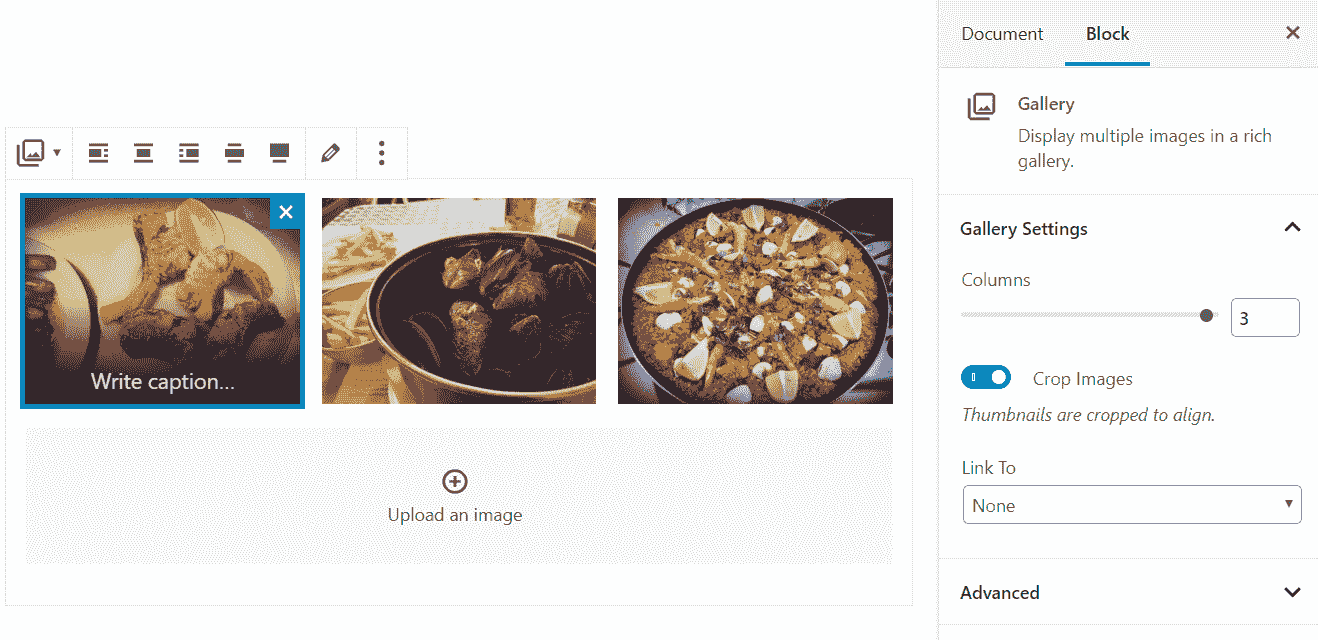 Document
Block
Gallery
Display multiple images in a rich
gallery.
Gallery Settings
Columns
3
Crop Images
Thumbnails are cropped to align.
Link To
None
Advanced
Write caption...
Upload an image